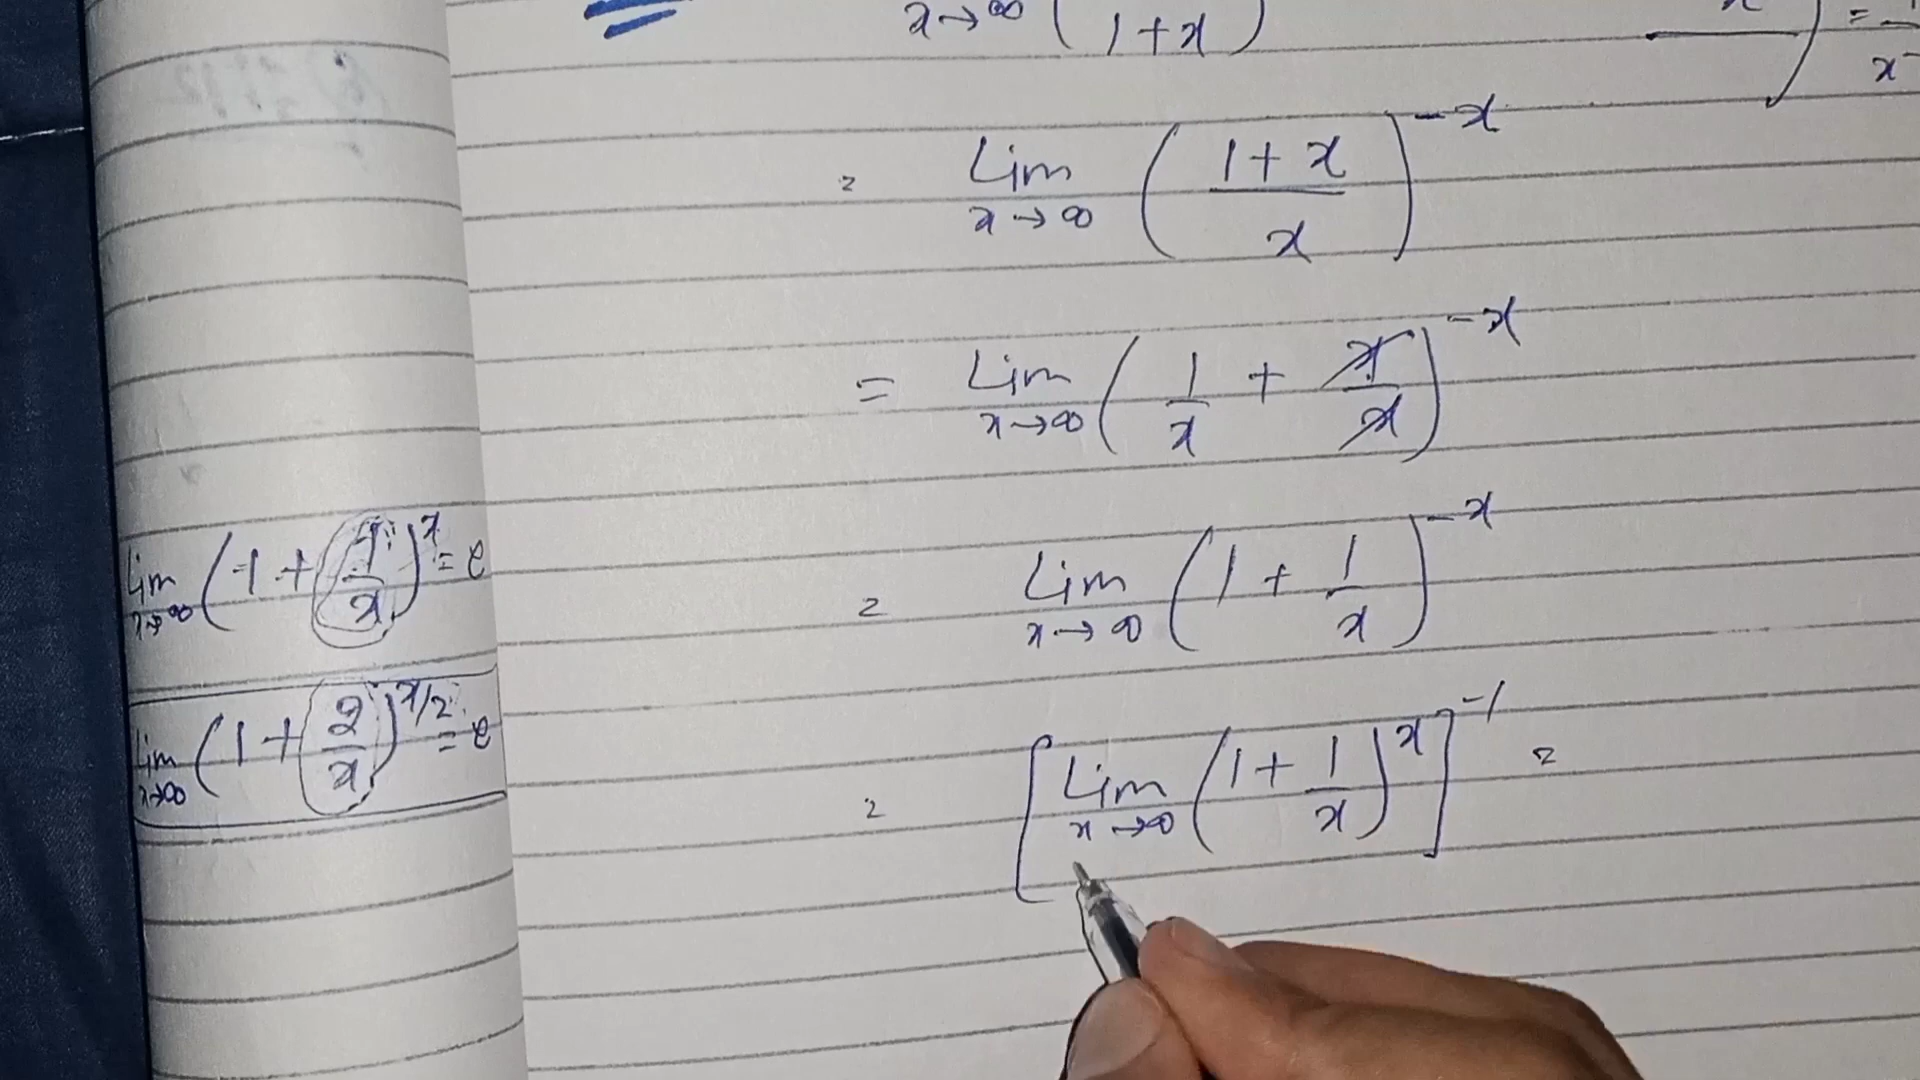 x→∞ ( 1+x )
x
=
x
= Lim x→∞ ( (1+x)/x )^-x
= Lim x→∞ ( 1/x + x/x )^-x
= Lim x→∞ ( 1 + 1/x )^-x
= [ Lim x→∞ ( 1 + 1/x )^x ]^-1 =
Lim x→∞ ( 1 + 1/x )^x = e
Lim x→∞ ( 1 + 2/x )^x/2 = e